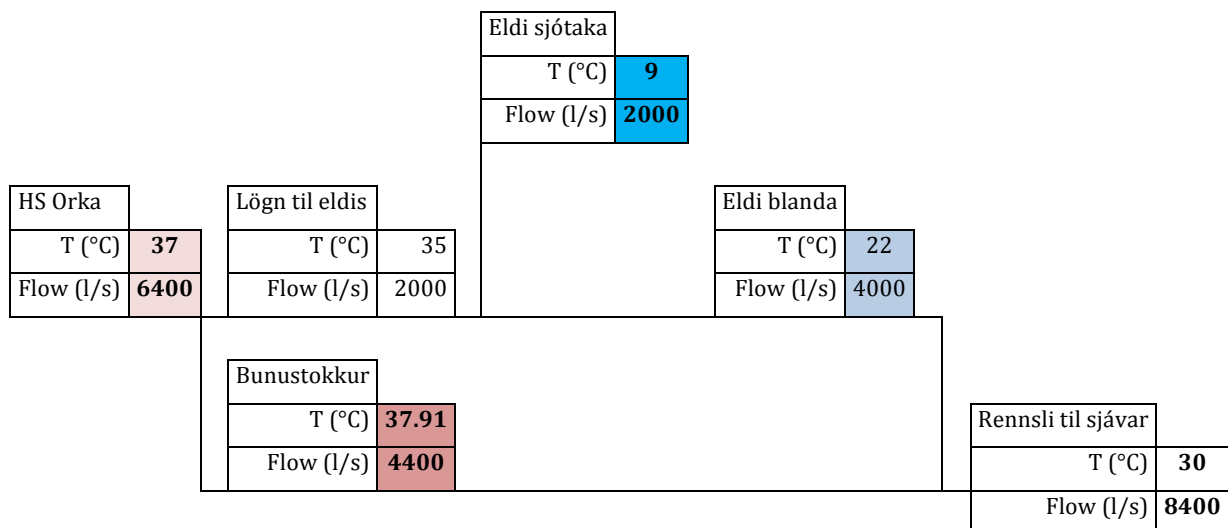 Eldi sjótaka
T (°C) 9
Flow (l/s) 2000
HS Orka
T (°C) 37
Flow (l/s) 6400
Lögn til eldis
T (°C) 35
Flow (l/s) 2000
Eldi blanda
T (°C) 22
Flow (l/s) 4000
Bunustokkur
T (°C) 37.91
Flow (l/s) 4400
Rennsli til sjávar
T (°C) 30
Flow (l/s) 8400